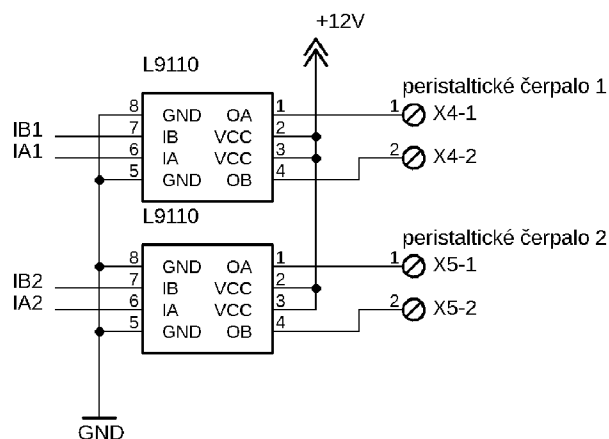 +12V
L9110
peristaltické čerpalo 1
8 GND OA 1 1 X4-1
IB1 7 IB VCC 2
IA1 6 IA VCC 3 2 X4-2
5 GND OB 4
L9110
peristaltické čerpalo 2
8 GND OA 1 1 X5-1
IB2 7 IB VCC 2
IA2 6 IA VCC 3 2 X5-2
5 GND OB 4
GND